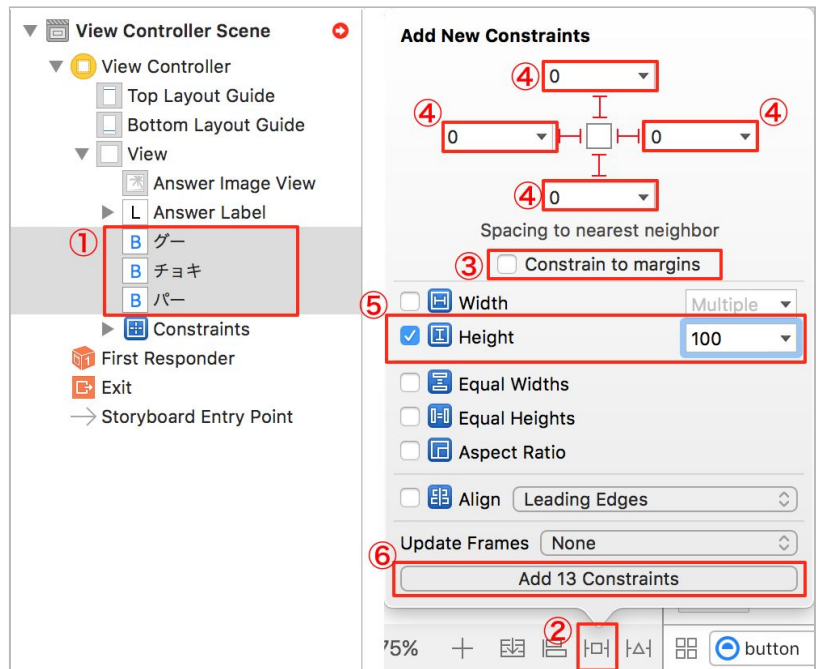 View Controller Scene
View Controller
Top Layout Guide
Bottom Layout Guide
View
Answer Image View
L Answer Label
① B グー
B チョキ
B パー
Constraints
First Responder
Exit
Storyboard Entry Point
Add New Constraints
④ 0
④ 0
0 ④
④ 0
Spacing to nearest neighbor
③ Constrain to margins
⑤ Width Multiple
Height 100
Equal Widths
Equal Heights
Aspect Ratio
Align Leading Edges
Update Frames None
⑥ Add 13 Constraints
75% ② button